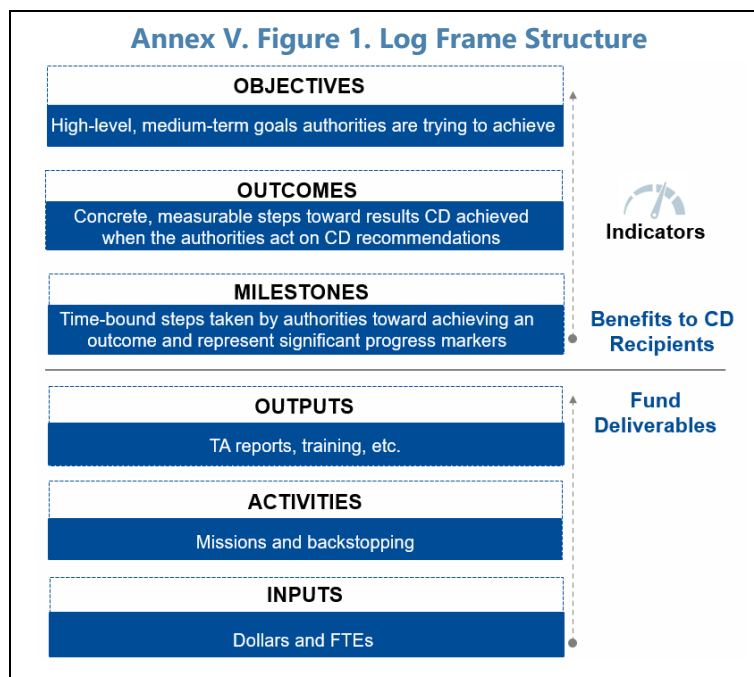 Annex V. Figure 1. Log Frame Structure
OBJECTIVES
High-level, medium-term goals authorities are trying to achieve
OUTCOMES
Concrete, measurable steps toward results CD achieved
when the authorities act on CD recommendations
Indicators
MILESTONES
Time-bound steps taken by authorities toward achieving an
outcome and represent significant progress markers
Benefits to CD
Recipients
OUTPUTS
TA reports, training, etc.
Fund
Deliverables
ACTIVITIES
Missions and backstopping
INPUTS
Dollars and FTEs